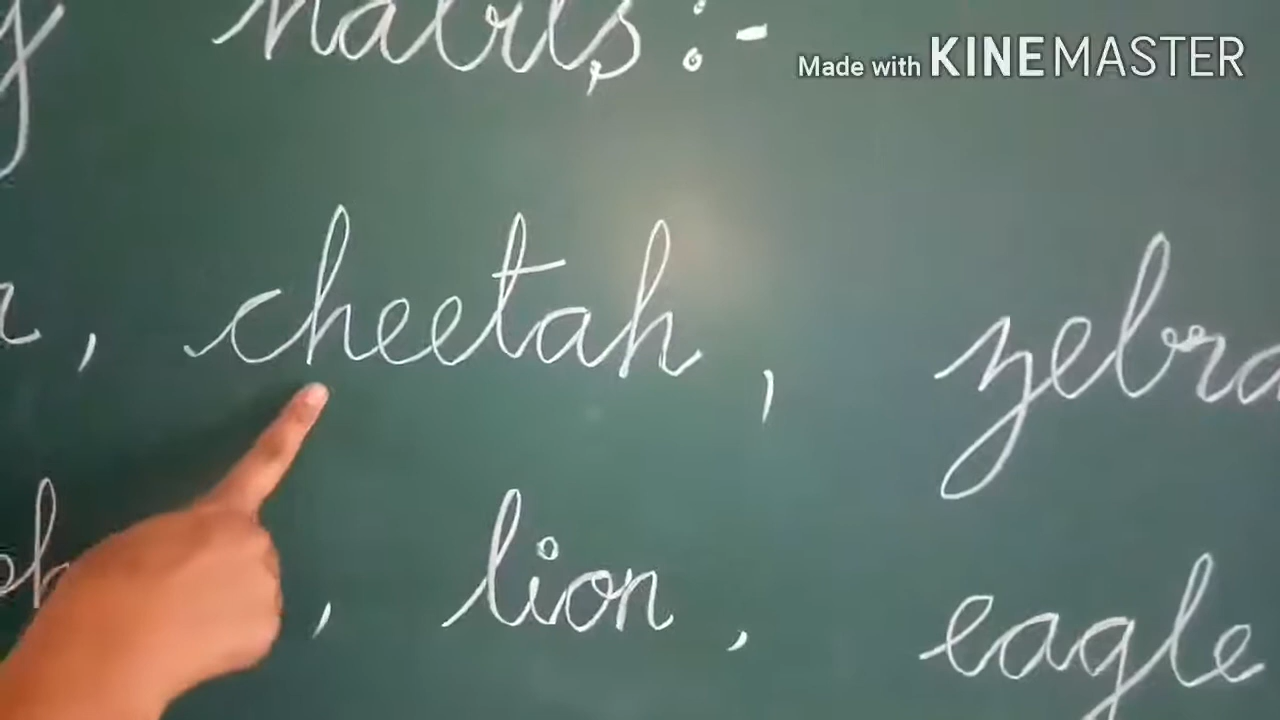 habits :- Made with KINEMASTER
, cheetah , zebra
, lion , eagle